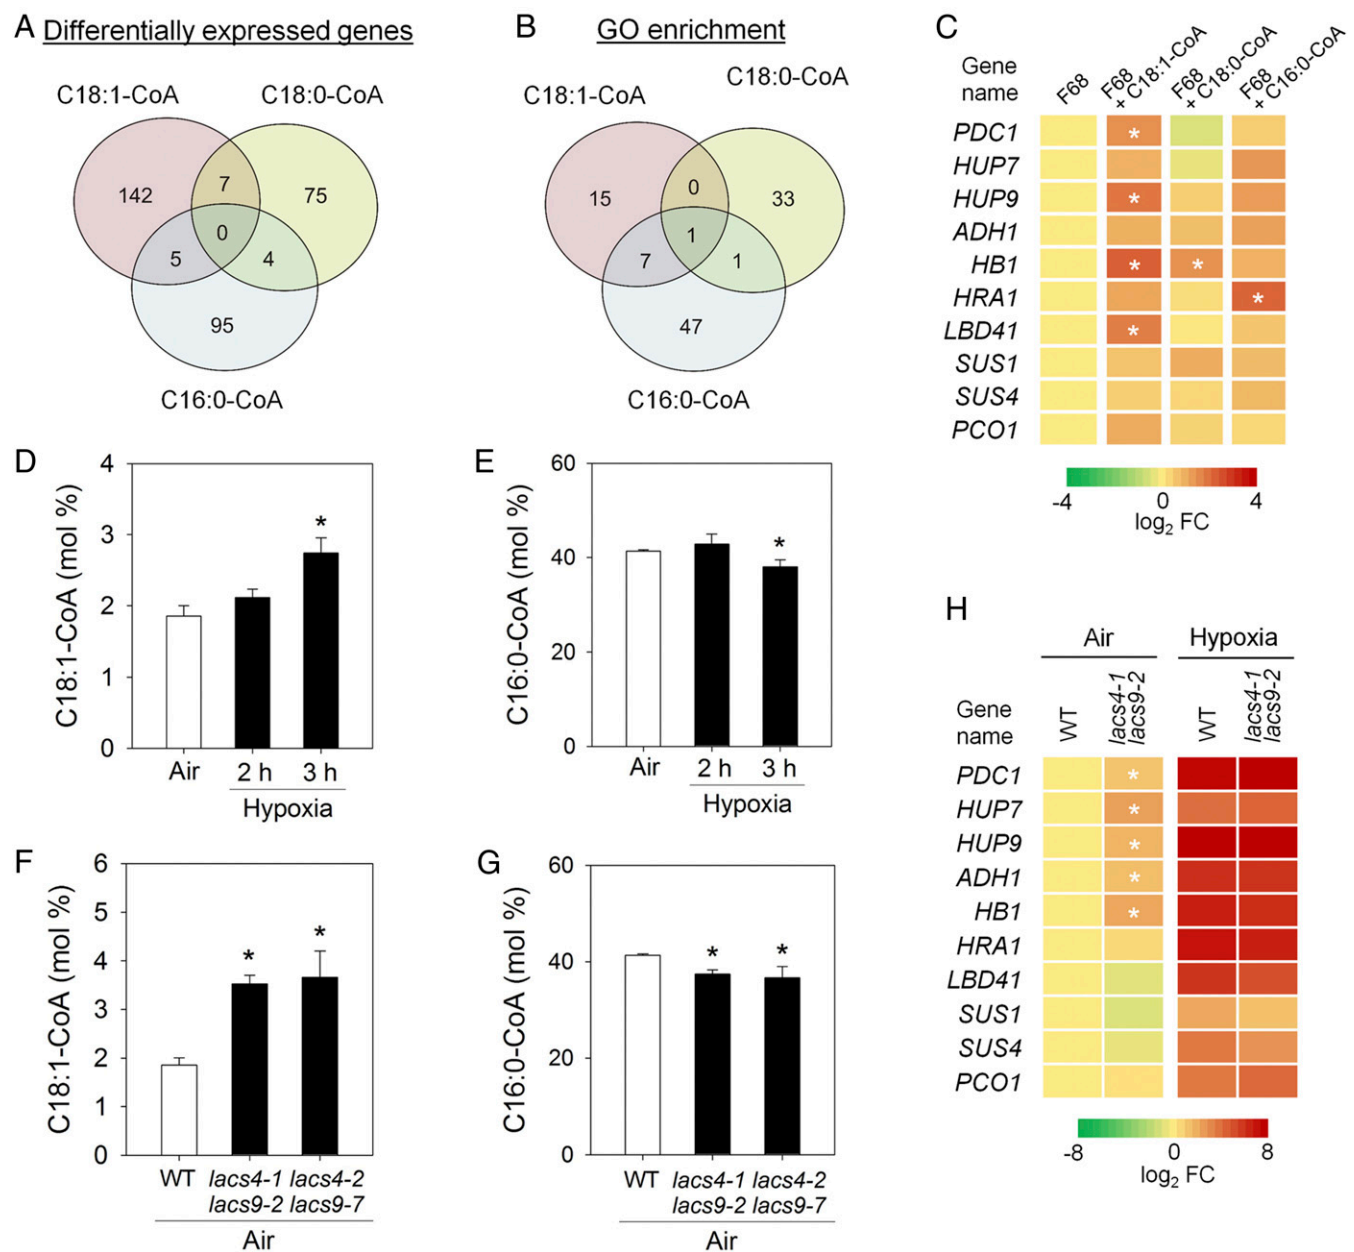 A Differentially expressed genes
C18:1-CoA
C18:0-CoA
142
7
75
0
5
4
95
C16:0-CoA
B GO enrichment
C18:1-CoA
C18:0-CoA
15
0
33
1
7
1
47
C16:0-CoA
C
Gene
name
F68
F68
+ C18:1-CoA
F68
+ C18:0-CoA
F68
+ C16:0-CoA
PDC1 *
HUP7
HUP9 *
ADH1
HB1 * *
HRA1 *
LBD41 *
SUS1
SUS4
PCO1
-4 0 4
log₂ FC
D
C18:1-CoA (mol %)
4
3
2
1
0
*
Air 2 h 3 h
Hypoxia
E
C16:0-CoA (mol %)
60
40
20
0
*
Air 2 h 3 h
Hypoxia
F
C18:1-CoA (mol %)
6
5
4
3
2
1
0
* *
WT lacs4-1 lacs4-2
lacs9-2 lacs9-7
Air
G
C16:0-CoA (mol %)
60
40
20
0
* *
WT lacs4-1 lacs4-2
lacs9-2 lacs9-7
Air
H
Air Hypoxia
Gene
name
WT
lacs4-1
lacs9-2
WT
lacs4-1
lacs9-2
PDC1 *
HUP7 *
HUP9 *
ADH1 *
HB1 *
HRA1
LBD41
SUS1
SUS4
PCO1
-8 0 8
log₂ FC